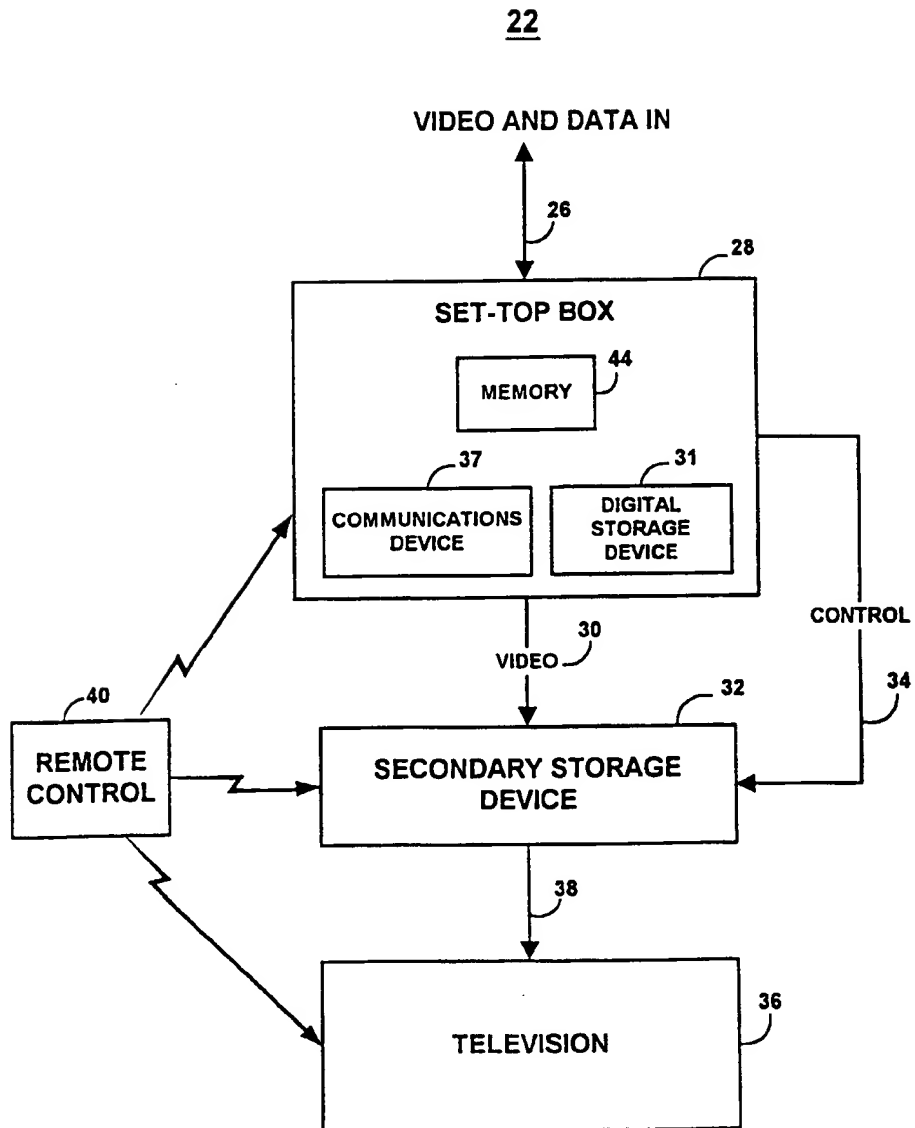 22
VIDEO AND DATA IN
26
28
SET-TOP BOX
44
MEMORY
37
31
COMMUNICATIONS
DEVICE
DIGITAL
STORAGE
DEVICE
CONTROL
30
VIDEO
34
40
32
REMOTE
CONTROL
SECONDARY STORAGE
DEVICE
38
36
TELEVISION